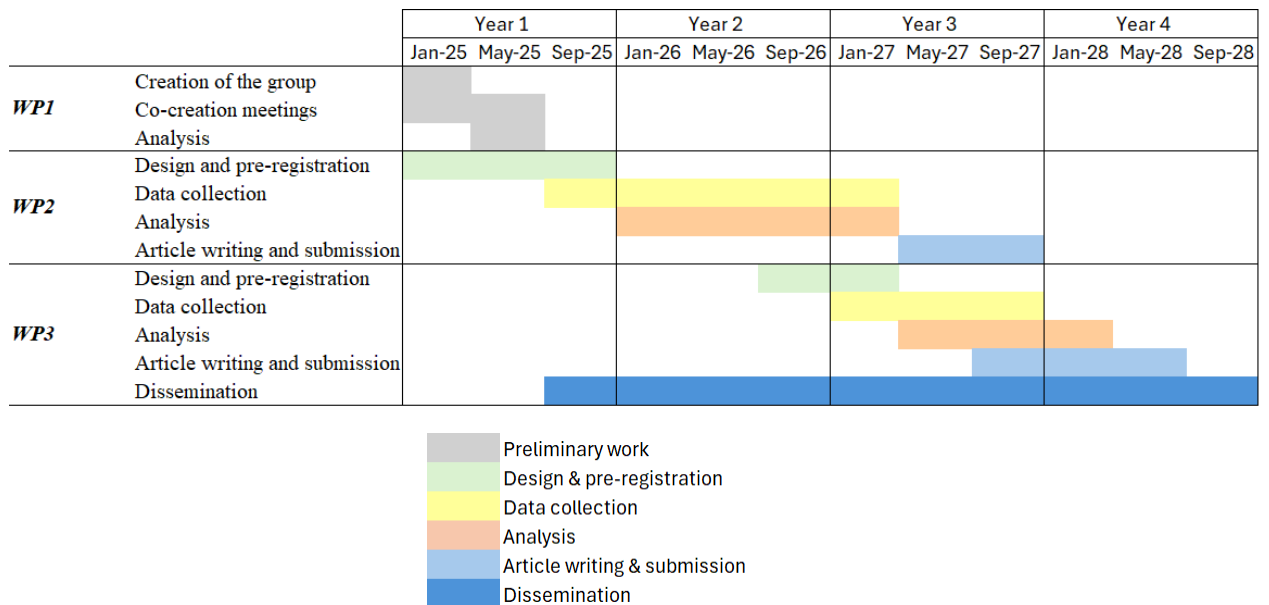 Year 1 Year 2 Year 3 Year 4
Jan-25 May-25 Sep-25 Jan-26 May-26 Sep-26 Jan-27 May-27 Sep-27 Jan-28 May-28 Sep-28
Creation of the group
WP1 Co-creation meetings
Analysis
Design and pre-registration
Data collection
WP2
Analysis
Article writing and submission
Design and pre-registration
Data collection
WP3 Analysis
Article writing and submission
Dissemination
Preliminary work
Design & pre-registration
Data collection
Analysis
Article writing & submission
Dissemination